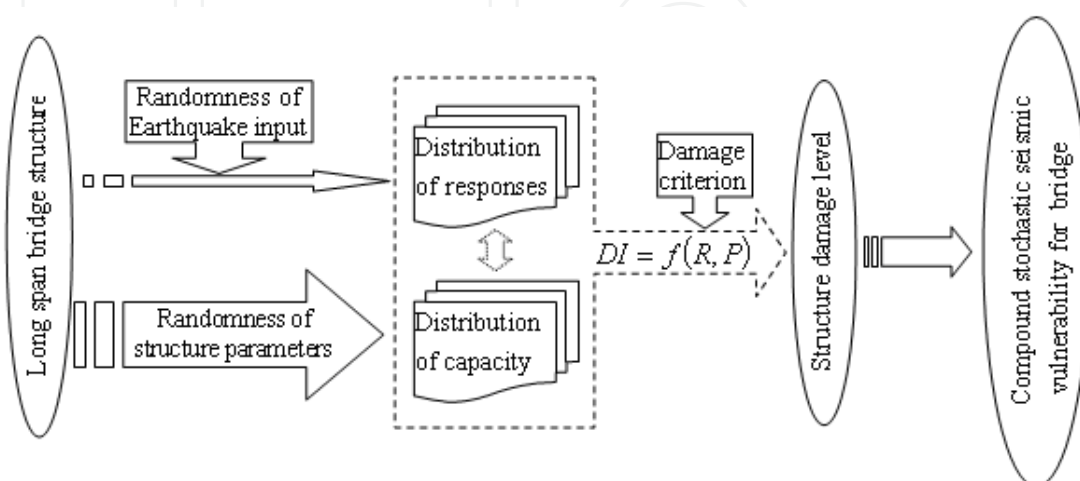 Long span bridge structure
Randomness of
Earthquake input
Randomness of
structure parameters
Distribution
of responses
Distribution
of capacity
Damage
criterion
DI = f(R, P)
Structure damage level
Compound stochastic seismic
vulnerability for bridge